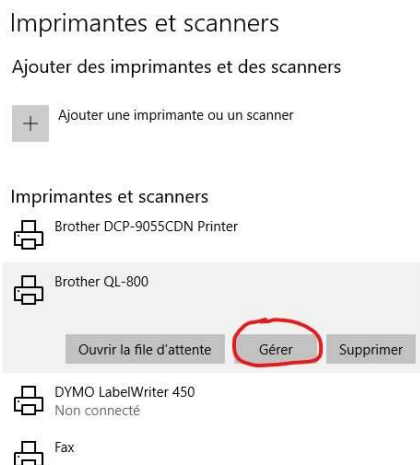 Imprimantes et scanners
Ajouter des imprimantes et des scanners
Ajouter une imprimante ou un scanner
Imprimantes et scanners
Brother DCP-9055CDN Printer
Brother QL-800
Ouvrir la file d'attente Gérer Supprimer
DYMO LabelWriter 450
Non connecté
Fax